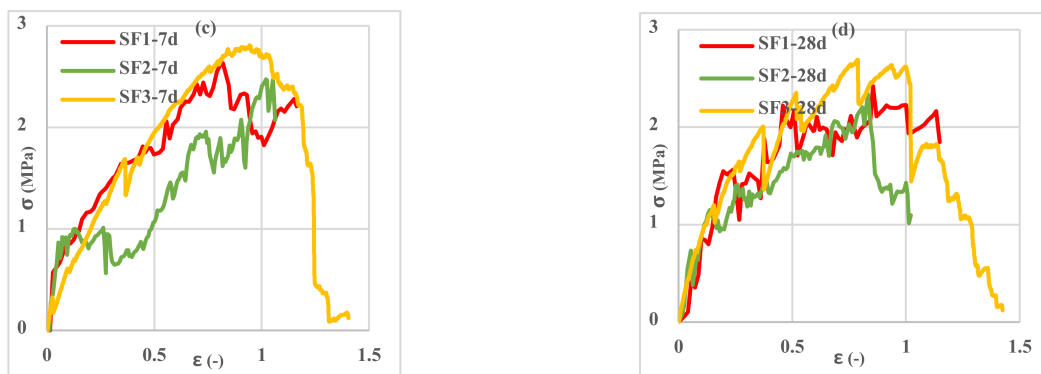 (c)
SF1-7d
SF2-7d
SF3-7d
3
2
1
0
σ (MPa)
0
0.5
1
1.5
ε (-)
(d)
SF1-28d
SF2-28d
SF3-28d
3
2
1
0
σ (MPa)
0
0.5
1
1.5
ε (-)